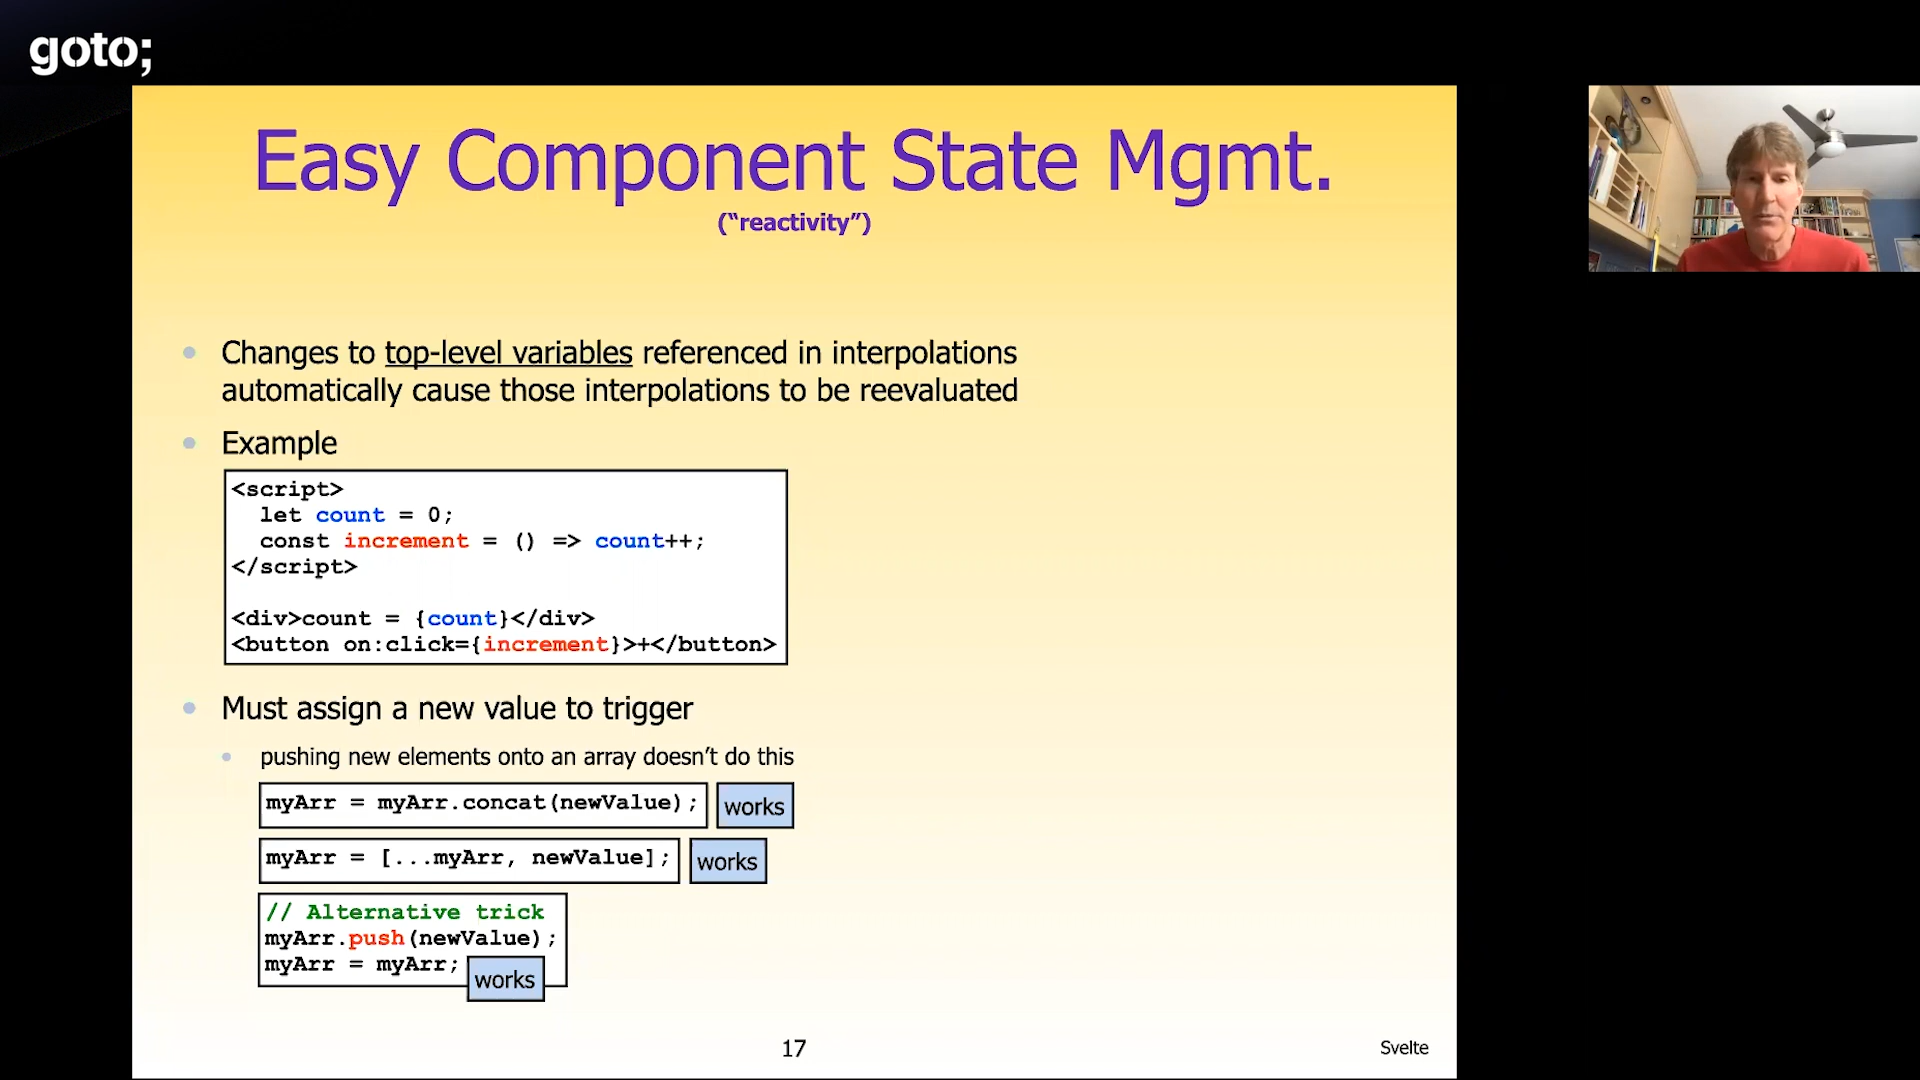 goto;
Easy Component State Mgmt.
(“reactivity”)
• Changes to top-level variables referenced in interpolations
automatically cause those interpolations to be reevaluated
• Example
<script>
  let count = 0;
  const increment = () => count++;
</script>

<div>count = {count}</div>
<button on:click={increment}>+</button>
• Must assign a new value to trigger
• pushing new elements onto an array doesn’t do this
myArr = myArr.concat(newValue); works
myArr = [...myArr, newValue]; works
// Alternative trick
myArr.push(newValue);
myArr = myArr; works
17
Svelte